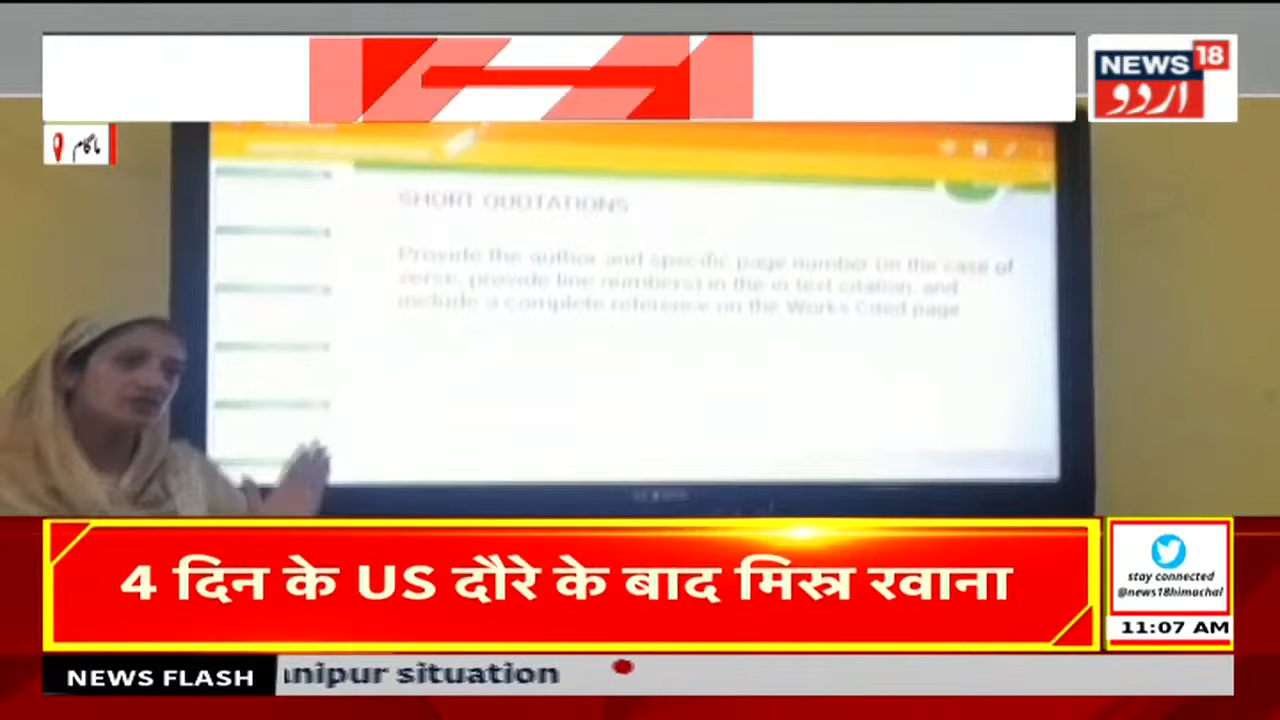 NEWS 18
اردو
ماگام
SHORT QUOTATIONS
Provide the author and specific page number (in the case of
verse, provide line numbers) in the in-text citation, and
include a complete reference on the Works Cited page
4 दिन के US दौरे के बाद मिस्र रवाना
stay connected
@news18himachal
11:07 AM
NEWS FLASH
anipur situation